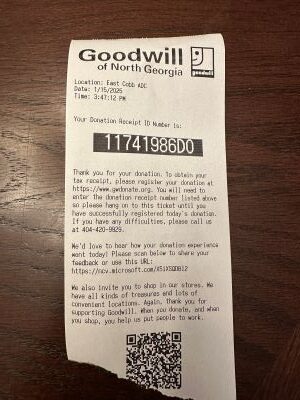 Goodwill
of North Georgia
goodwill
Location: East Cobb ADC
Date: 1/15/2025
Time: 3:47:12 PM
Your Donation Receipt ID Number is:
11741986D0
Thank you for your donation. To obtain your
tax receipt, please register your donation at
https://www.gwdonate.org. You will need to
enter the donation receipt number listed above
so please hang on to this ticket until you
have successfully registered today's donation.
If you have any difficulties, please call us
at 404-420-9929.
We'd love to hear how your donation experience
went today! Please scan below to share your
feedback or use this URL:
We also invite you to shop in our stores. We
have all kinds of treasures and lots of
convenient locations. Again, thank you for
supporting Goodwill. When you donate, and when
you shop, you help us put people to work.